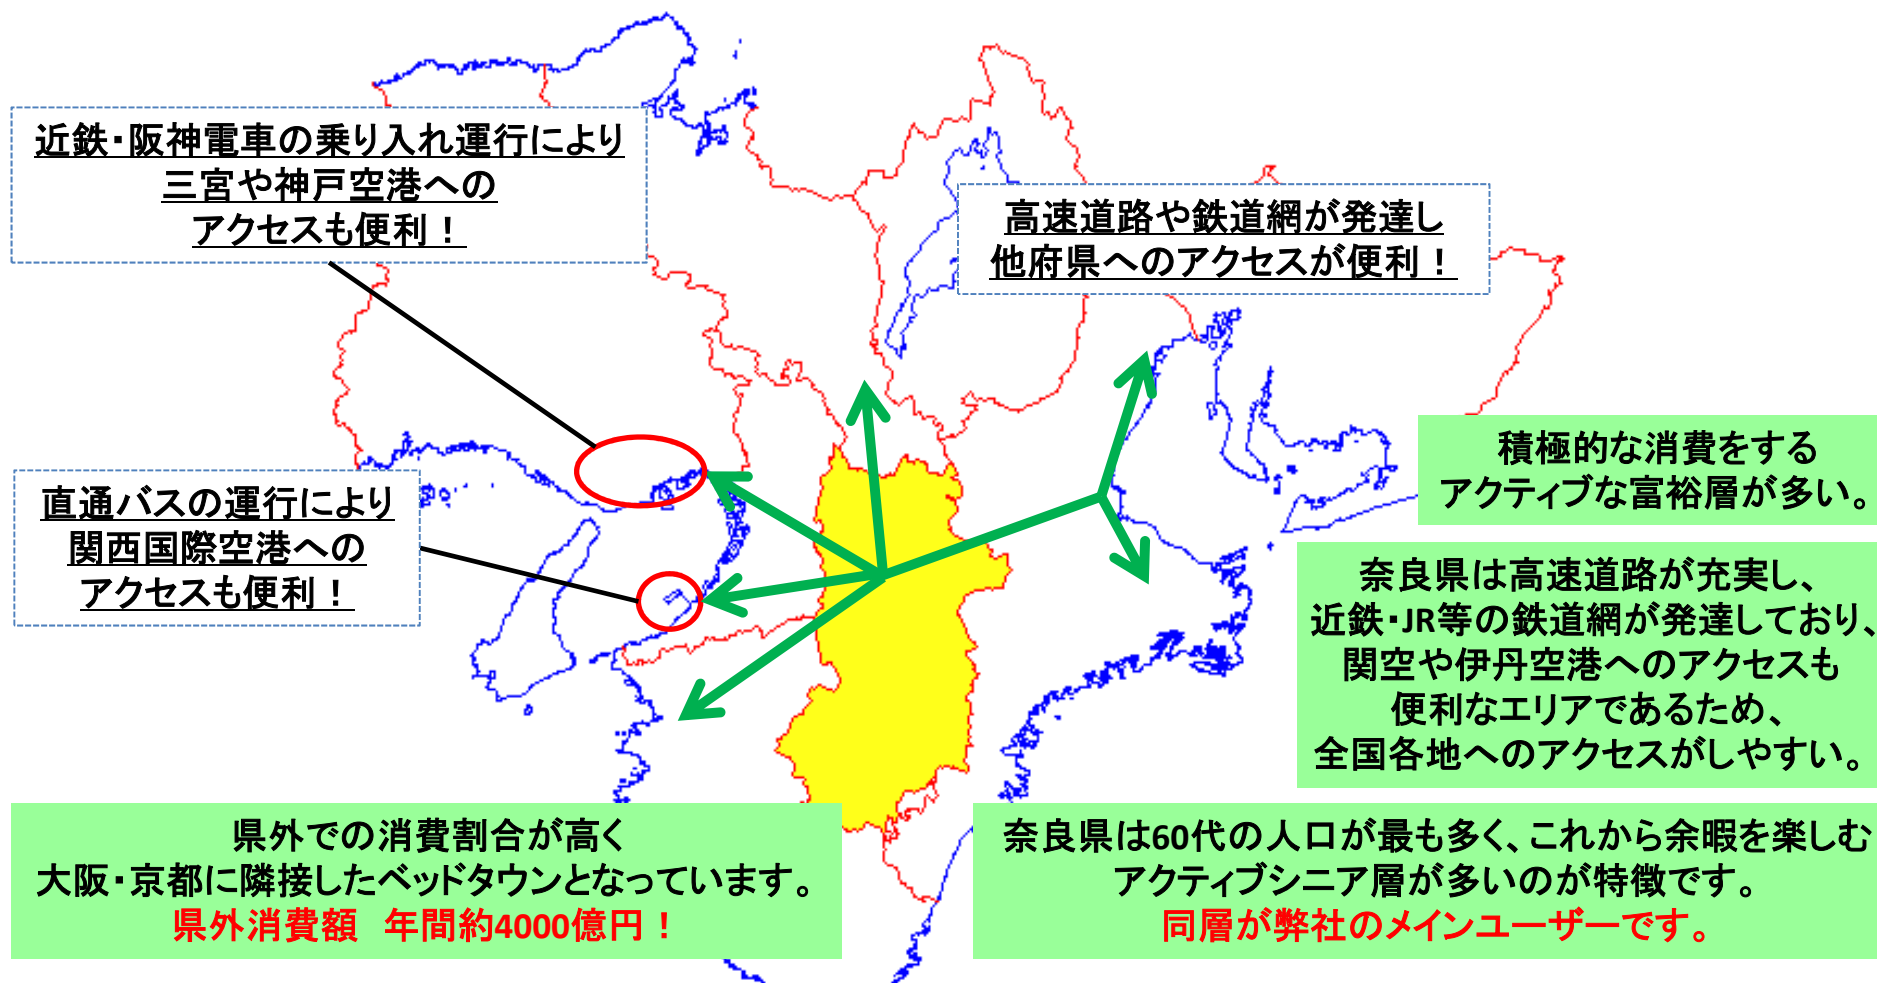 近鉄・阪神電車の乗り入れ運行により
三宮や神戸空港への
アクセスも便利！
高速道路や鉄道網が発達し
他府県へのアクセスが便利！
積極的な消費をする
アクティブな富裕層が多い。
直通バスの運行により
関西国際空港への
アクセスも便利！
奈良県は高速道路が充実し、
近鉄・JR等の鉄道網が発達しており、
関空や伊丹空港へのアクセスも
便利なエリアであるため、
全国各地へのアクセスがしやすい。
県外での消費割合が高く
大阪・京都に隣接したベッドタウンとなっています。
県外消費額　年間約4000億円！
奈良県は60代の人口が最も多く、これから余暇を楽しむ
アクティブシニア層が多いのが特徴です。
同層が弊社のメインユーザーです。